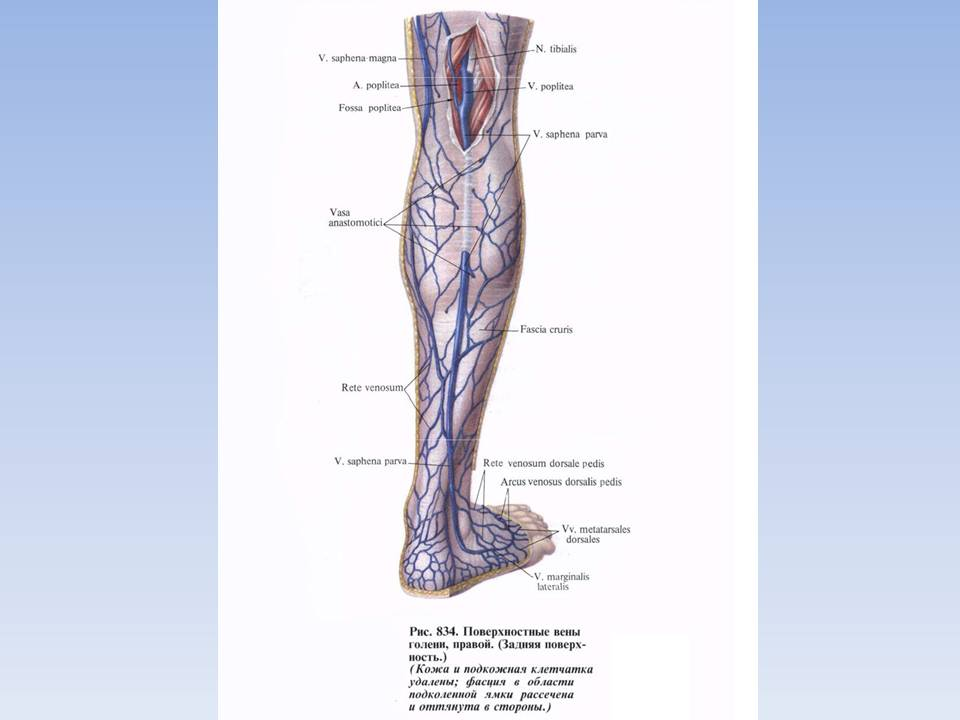 N. tibialis
V. saphena magna
A. poplitea
V. poplitea
Fossa poplitea
V. saphena parva
Vasa
anastomotici
Fascia cruris
Rete venosum
V. saphena parva
Rete venosum dorsale pedis
Arcus venosus dorsalis pedis
Vv. metatarsales
dorsales
V. marginalis
lateralis
Рис. 834. Поверхностные вены
голени, правой. (Задняя поверх-
ность.)
(Кожа и подкожная клетчатка
удалены; фасция в области
подколенной ямки рассечена
и оттянута в стороны.)